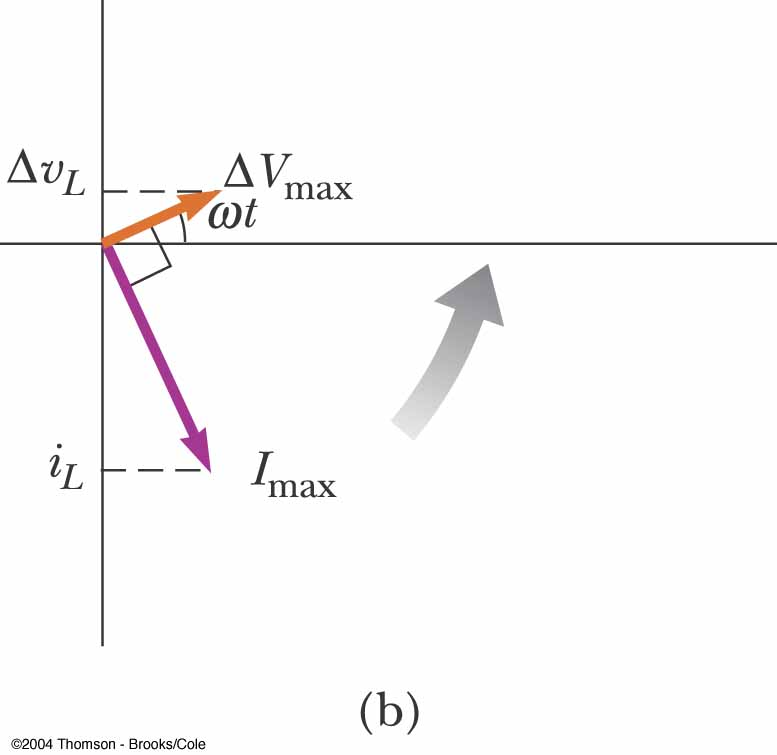 Δv_L
ΔV_max
ωt
i_L
I_max
(b)
©2004 Thomson - Brooks/Cole